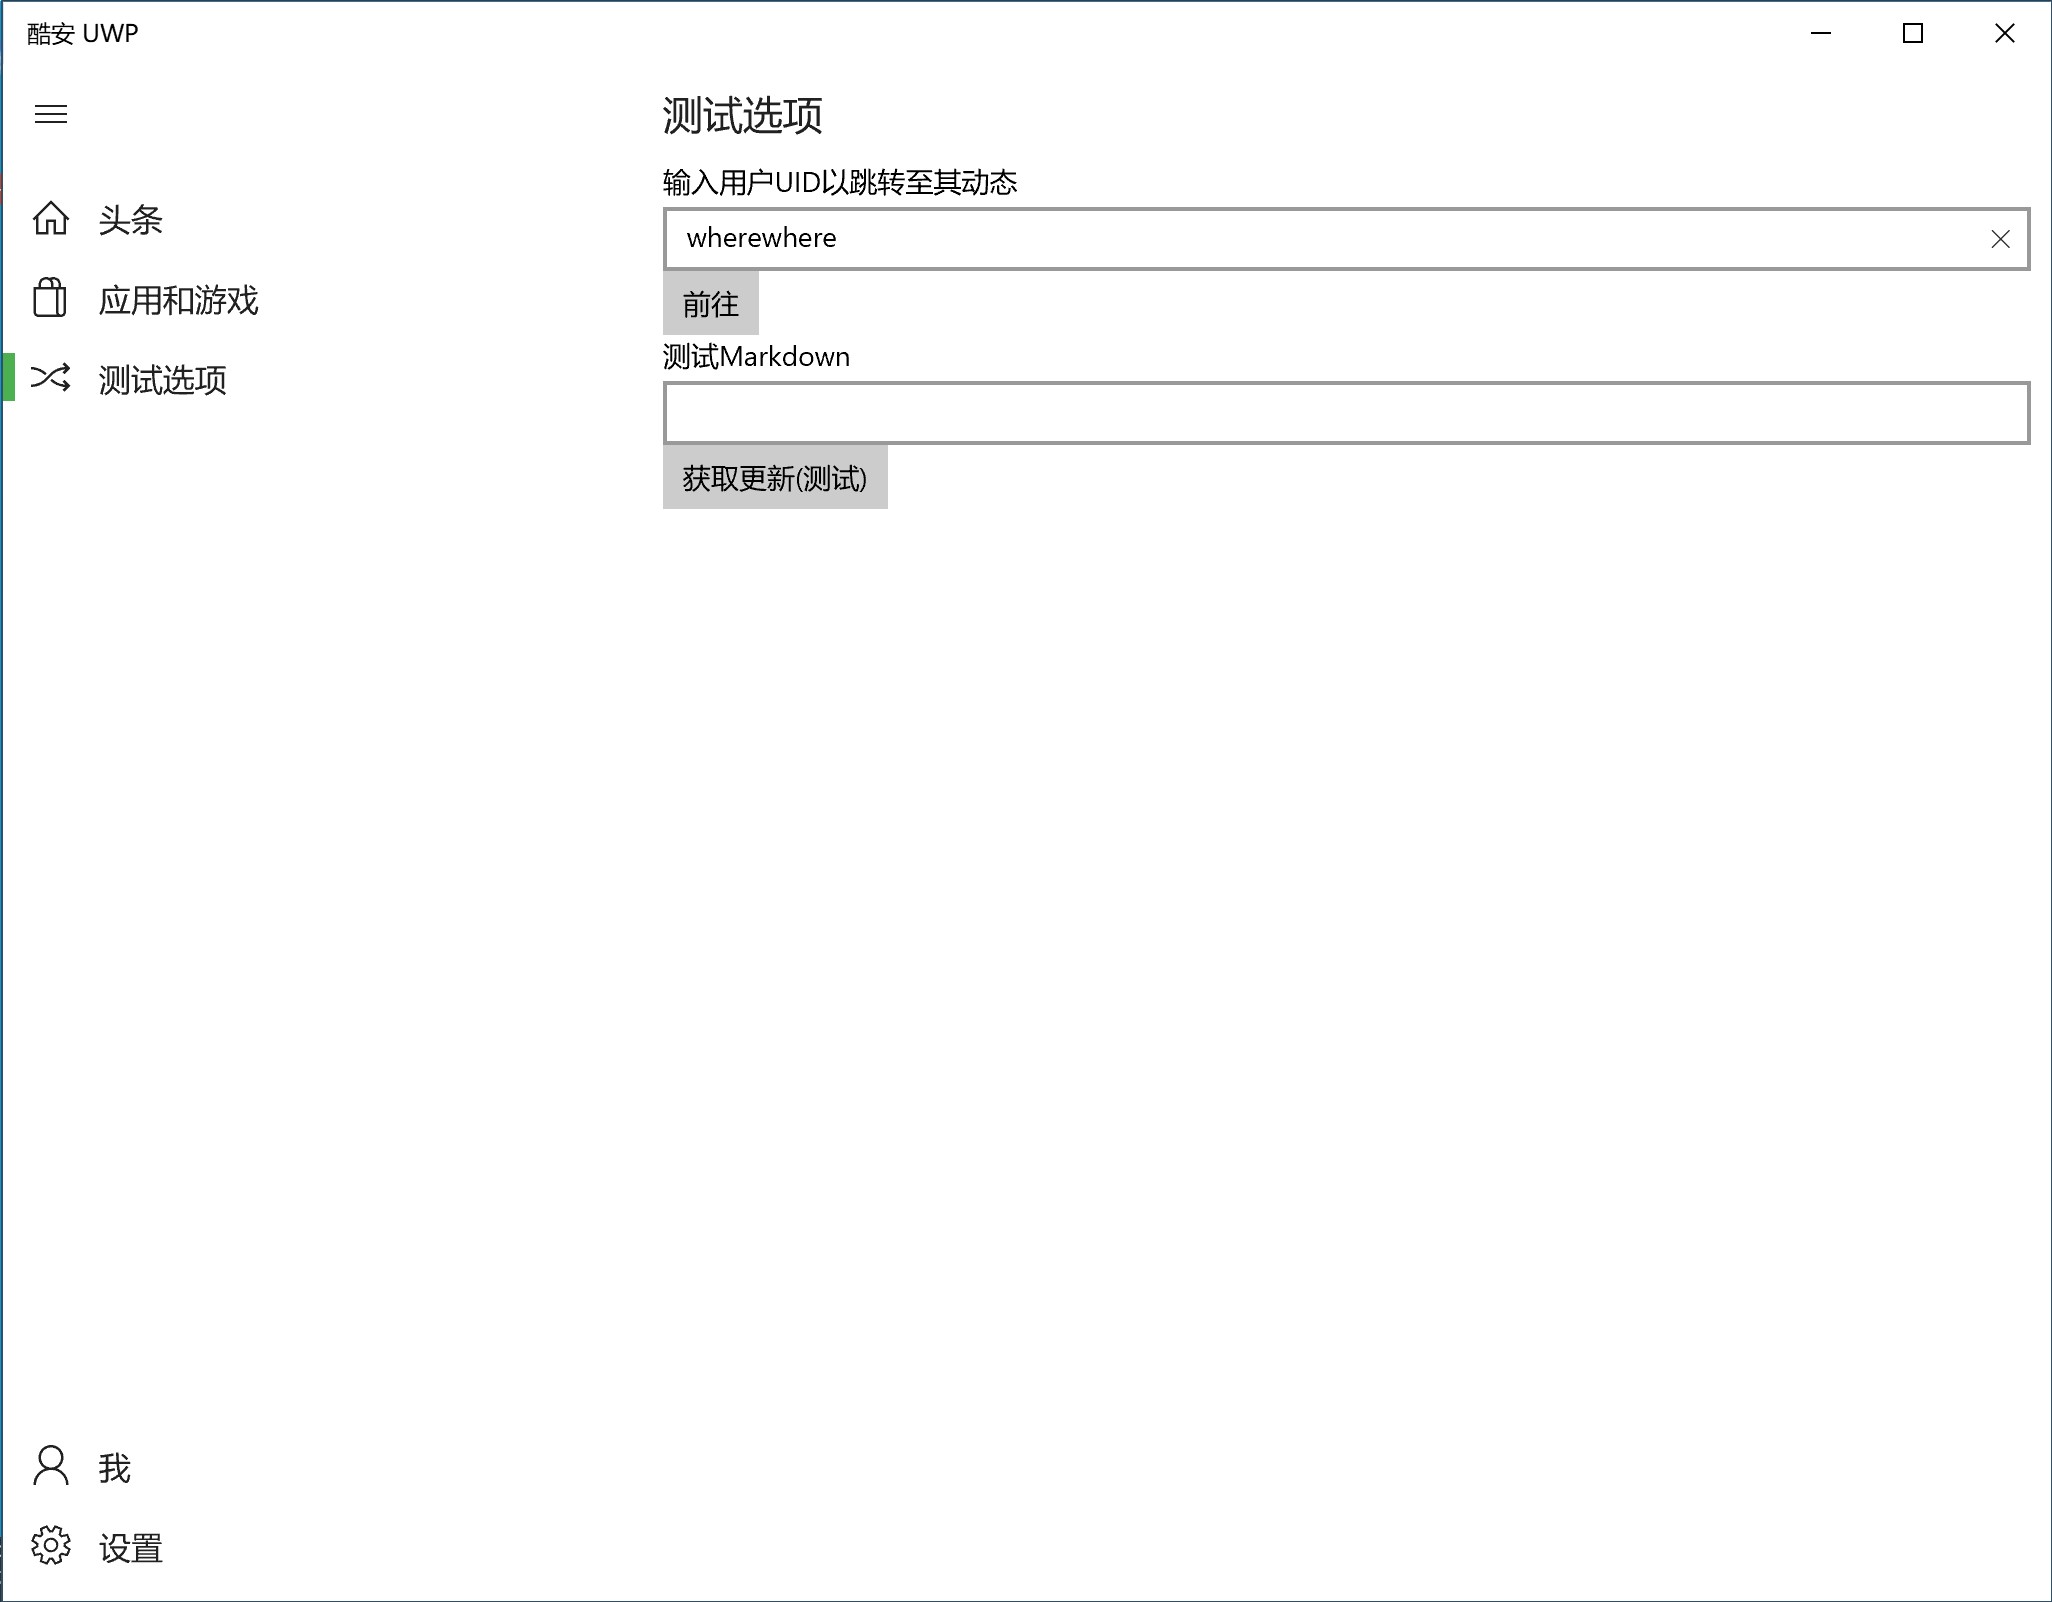 酷安 UWP
头条
应用和游戏
测试选项
我
设置
测试选项
输入用户UID以跳转至其动态
wherewhere
前往
测试Markdown
获取更新(测试)